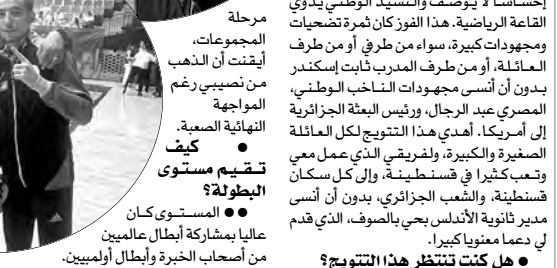 إحساسا لا يوصف والنشيد الوطني يدوي
القاعة الرياضية. هذا الفوز كان ثمرة تضحيات
ومجهودات كبيرة، سواء من طرفي أو من طرف
العائلة، أو من طرف المدرب ثابت إسكندر
بدون أن أنسى مجهودات الناخب الوطني،
المصري عبد الرجال، ورئيس البعثة الجزائرية
إلى أمريكا. أهدي هذا التتويج لكل العائلة
الصغيرة والكبيرة، ولفريقي الذي عمل معي
وتعب كثيرا في قسنطينة، وإلى كل سكان
قسنطينة، والشعب الجزائري، بدون أن أنسى
مدير ثانوية الأندلس بحي بالصوف، الذي قدم
لي دعما معنويا كبيرا.
● هل كنت تنتظر هذا التتويج؟
مرحلة
المجموعات،
أيقنت أن الذهب
من نصيبي رغم
المواجهة
النهائية الصعبة.
● كيف
تقيم مستوى
البطولة؟
●● المستوى كان
عاليا بمشاركة أبطال عالميين
من أصحاب الخبرة وأبطال أولمبيين.